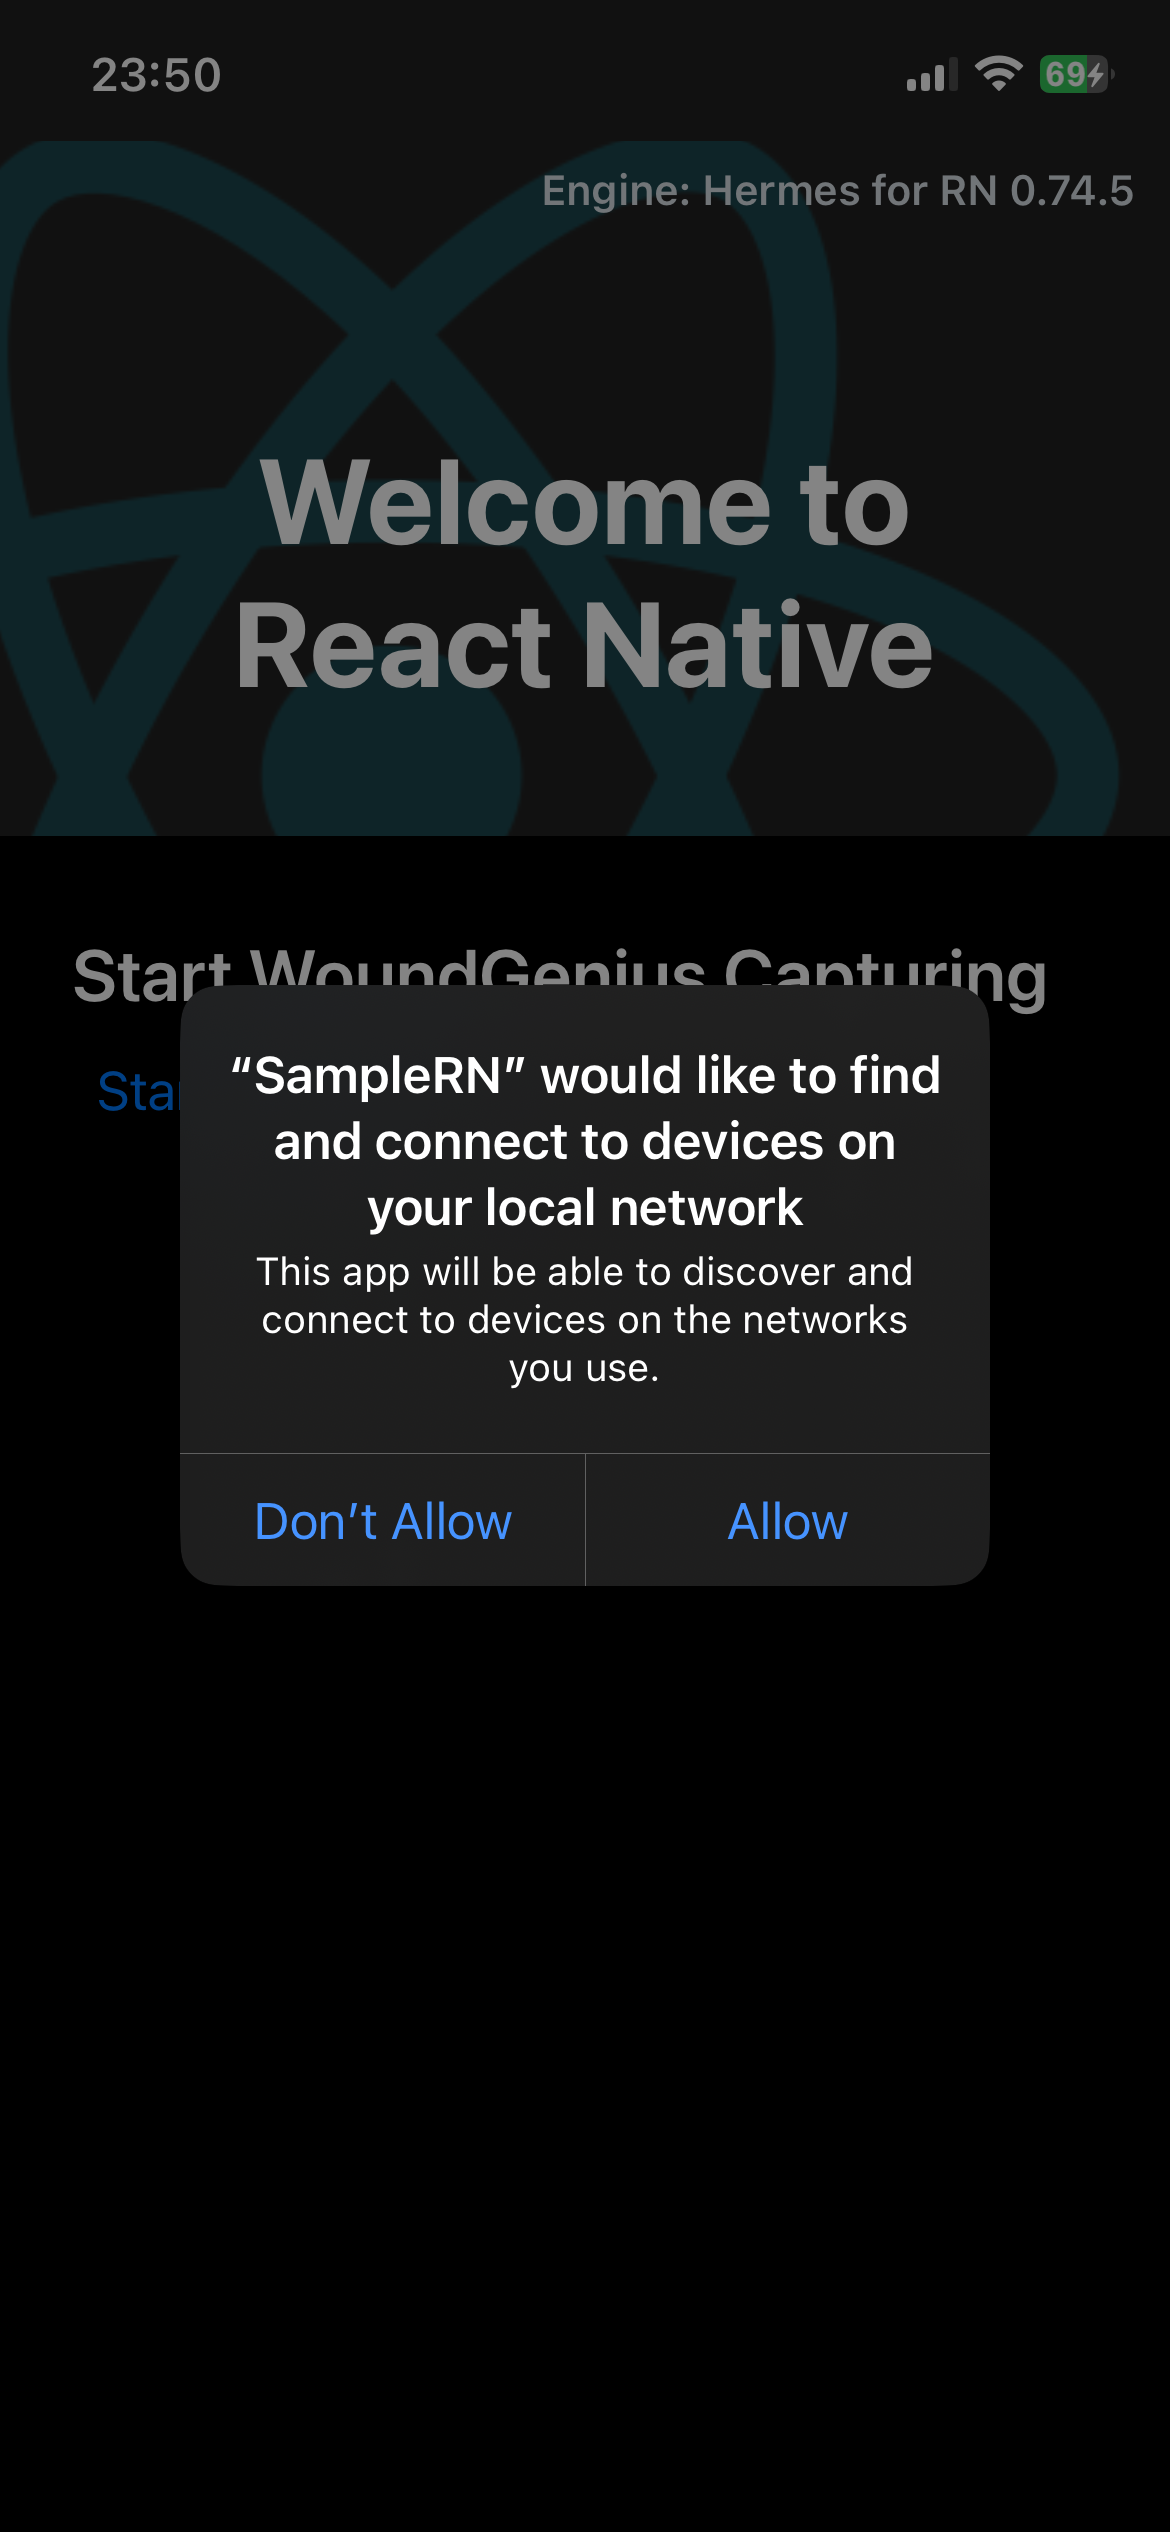 23:50
69
Engine: Hermes for RN 0.74.5
Welcome to
React Native
Start WoundGenius Capturing
“SampleRN” would like to find
and connect to devices on
your local network
This app will be able to discover and
connect to devices on the networks
you use.
Don’t Allow
Allow